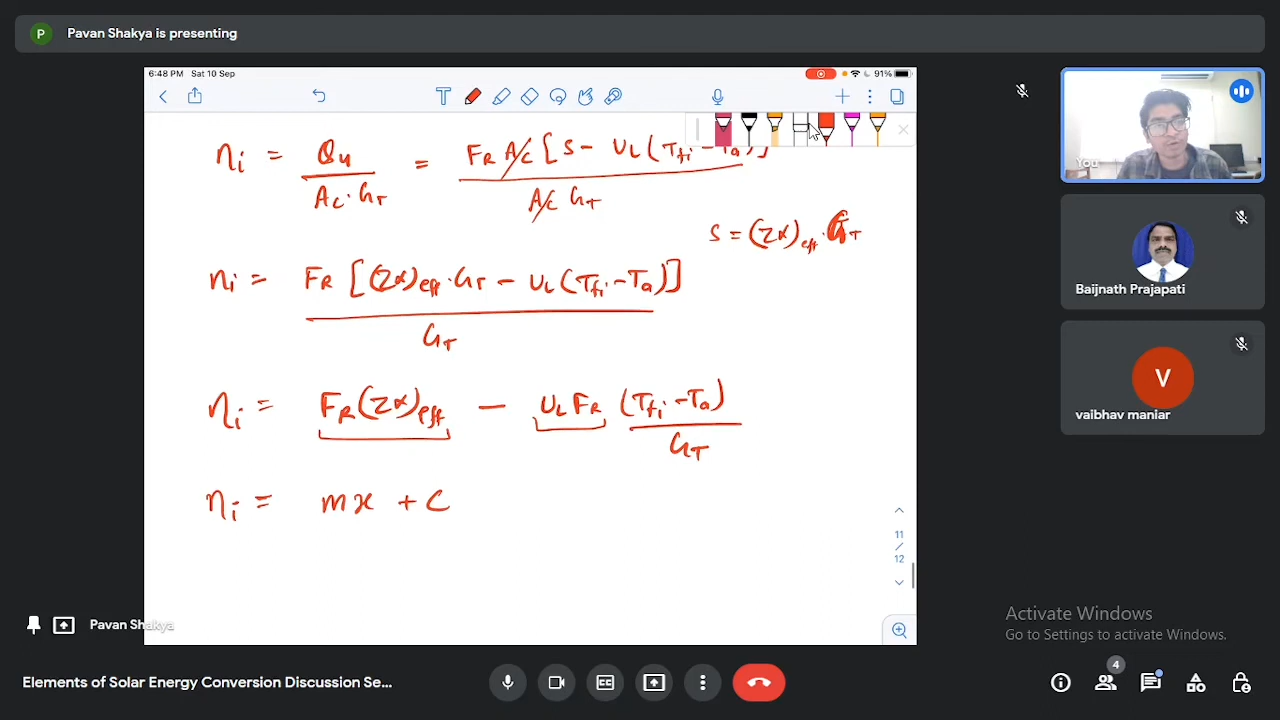 P Pavan Shakya is presenting
6:48 PM Sat 10 Sep
91%
T
ηi = Qu / Ac·GT = FR Ac [S − UL(Tfi − Ta)] / Ac GT
S = (τα)eff · GT
ηi = FR [(τα)eff · GT − UL(Tfi − Ta)] / GT
ηi = FR(τα)eff − UL FR (Tfi − Ta) / GT
ηi = mx + c
11
/
12
You
Baijnath Prajapati
V
vaibhav maniar
Pavan Shakya
Activate Windows
Go to Settings to activate Windows.
Elements of Solar Energy Conversion Discussion Se...
CC
4